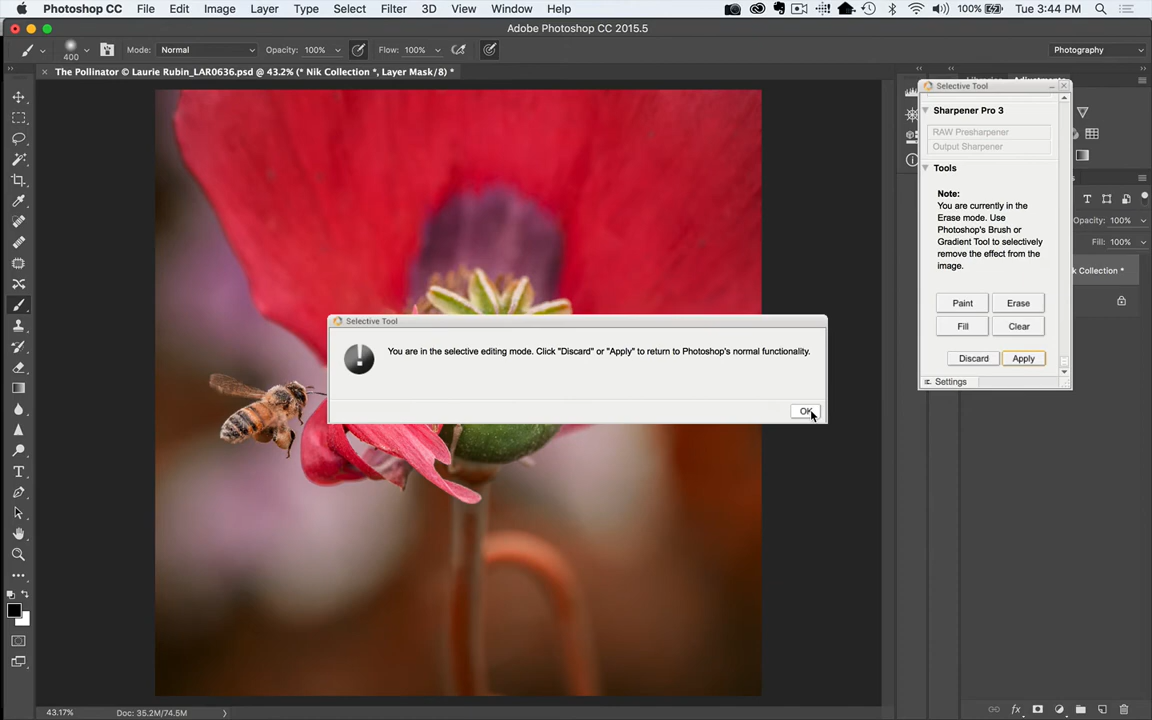 Photoshop CC File Edit Image Layer Type Select Filter 3D View Window Help 100% Tue 3:44 PM
Adobe Photoshop CC 2015.5
400 Mode: Normal Opacity: 100% Flow: 100% Photography
The Pollinator © Laurie Rubin_LAR0636.psd @ 43.2% (* Nik Collection *, Layer Mask/8) *
Selective Tool
Sharpener Pro 3
RAW Presharpener
Output Sharpener
Tools
Note:
You are currently in the
Erase mode. Use
Photoshop's Brush or
Gradient Tool to selectively
remove the effect from the
image.
Paint Erase
Fill Clear
Discard Apply
Settings
Opacity: 100%
Fill: 100%
k Collection *
Selective Tool
You are in the selective editing mode. Click "Discard" or "Apply" to return to Photoshop's normal functionality.
OK
43.17% Doc: 35.2M/74.5M